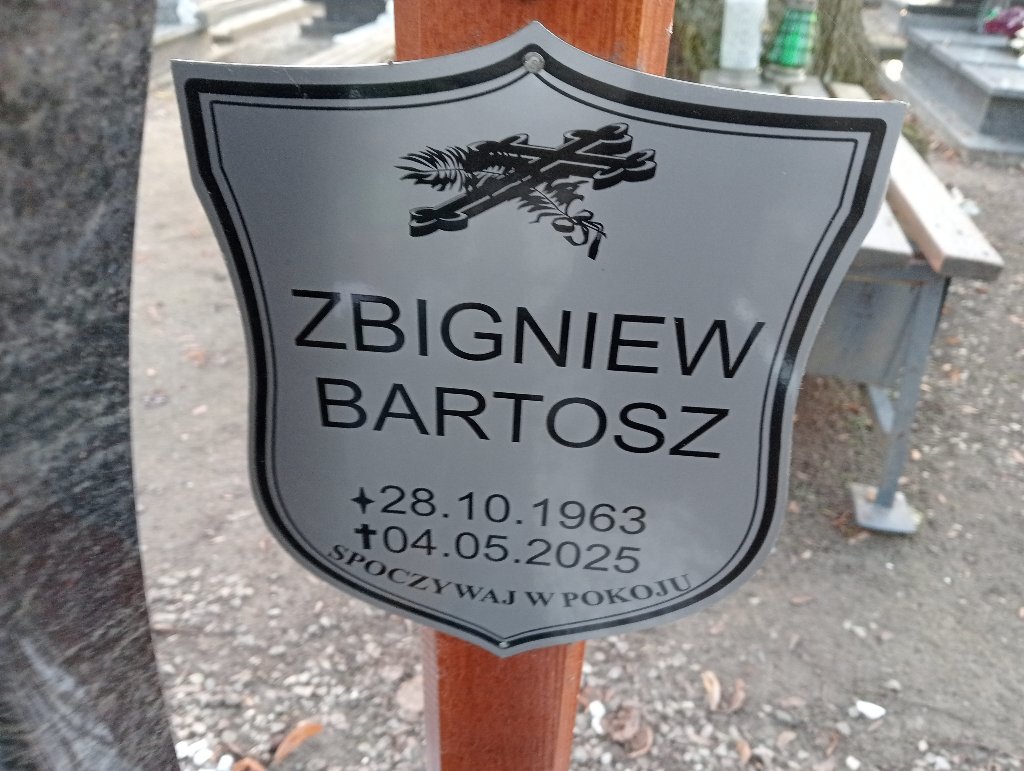 ZBIGNIEW
BARTOSZ
✦28.10.1963
✝04.05.2025
SPOCZYWAJ W POKOJU